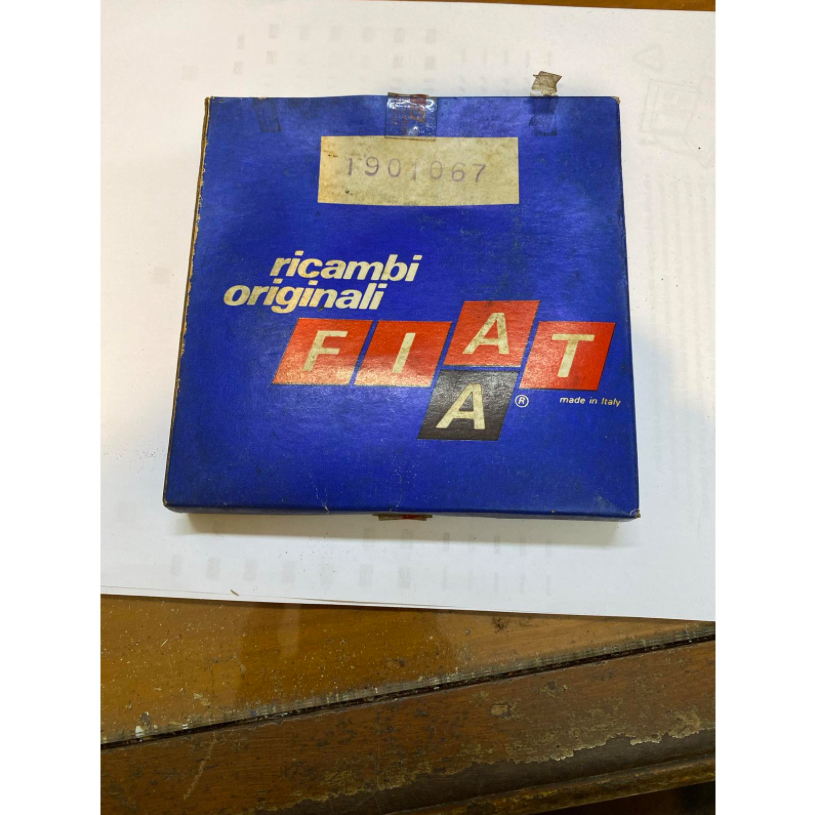 1901067
ricambi
originali
FIAT
A
®
made in Italy